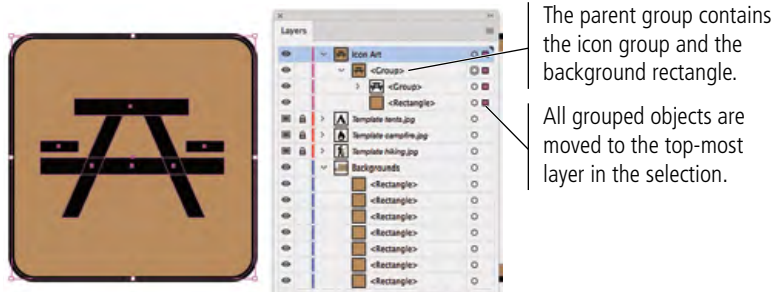 Layers
Icon Art
<Group>
<Group>
<Rectangle>
Template tents.jpg
Template campfire.jpg
Template hiking.jpg
Backgrounds
<Rectangle>
<Rectangle>
<Rectangle>
<Rectangle>
<Rectangle>
<Rectangle>
<Rectangle>
The parent group contains
the icon group and the
background rectangle.
All grouped objects are
moved to the top-most
layer in the selection.